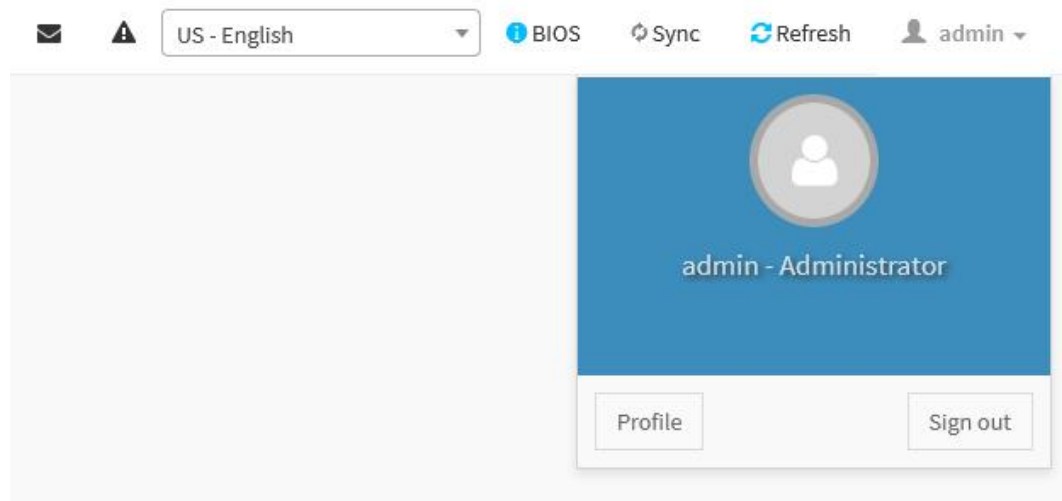 US - English BIOS Sync Refresh admin
admin - Administrator
Profile Sign out